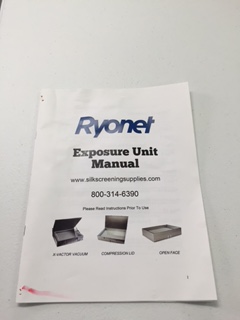 Ryonet
Exposure Unit
Manual
www.silkscreeningsupplies.com
800-314-6390
Please Read Instructions Prior To Use.
X-VACTOR VACUUM COMPRESSION LID OPEN FACE
1